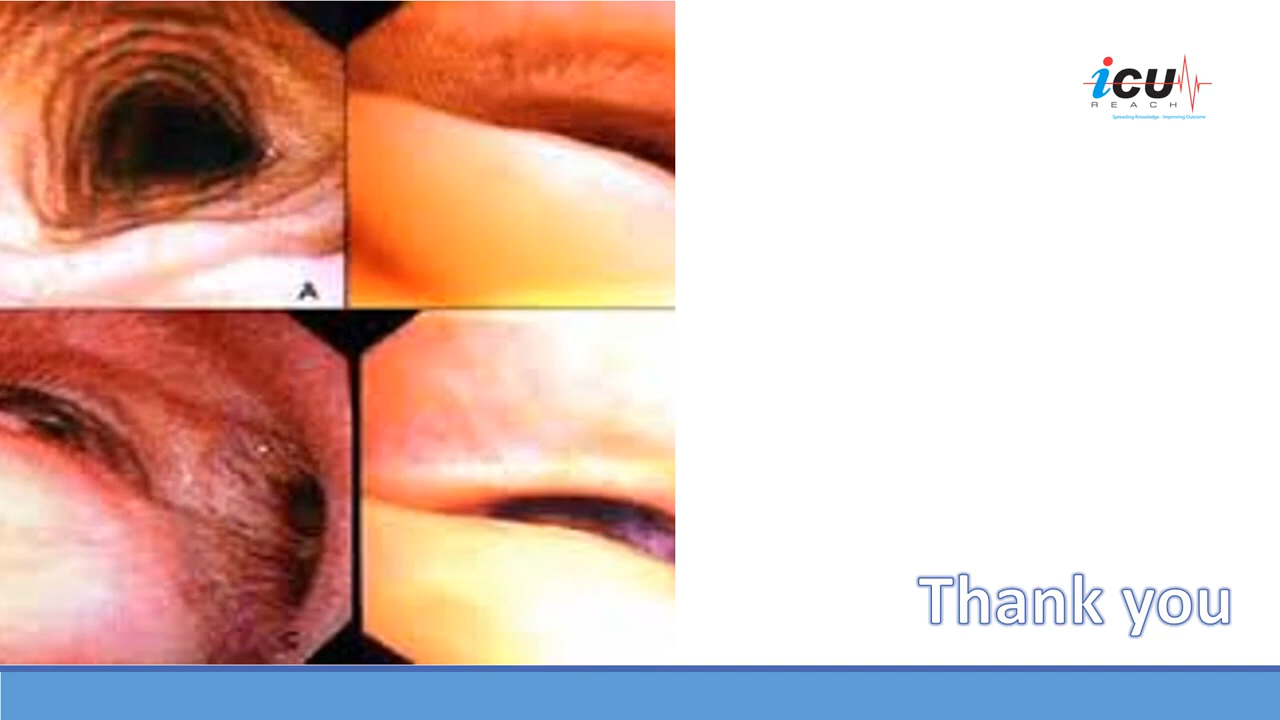 icu
REACH
Spreading Knowledge · Improving Outcome
A
C
Thank you